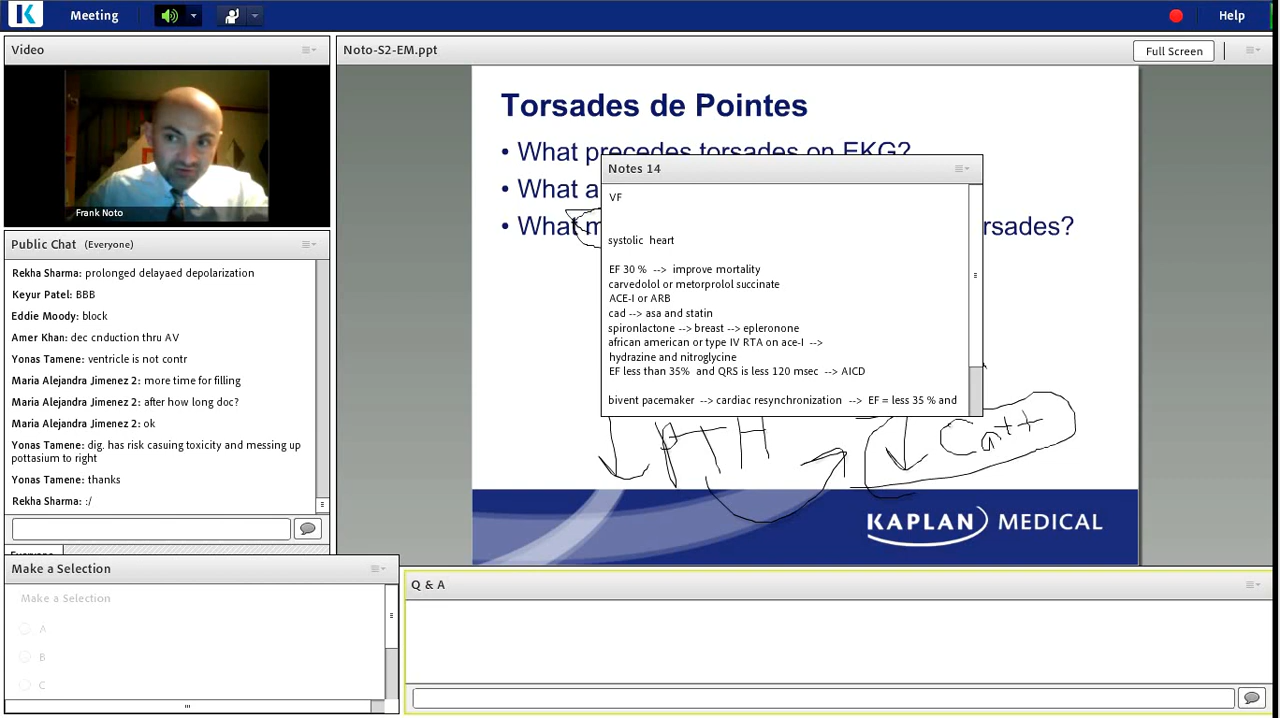 Meeting
Help
Video
Frank Noto
Public Chat (Everyone)
Rekha Sharma: prolonged delayaed depolarization
Keyur Patel: BBB
Eddie Moody: block
Amer Khan: dec cnduction thru AV
Yonas Tamene: ventricle is not contr
Maria Alejandra Jimenez 2: more time for filling
Maria Alejandra Jimenez 2: after how long doc?
Maria Alejandra Jimenez 2: ok
Yonas Tamene: dig. has risk casuing toxicity and messing up
pottasium to right
Yonas Tamene: thanks
Rekha Sharma: :/
Everyone
Make a Selection
Make a Selection
A
B
C
Noto-S2-EM.ppt
Full Screen
Torsades de Pointes
• What precedes torsades on EKG?
• What a
• What m
rsades?
Notes 14
VF
systolic heart
EF 30 % --> improve mortality
carvedolol or metorprolol succinate
ACE-I or ARB
cad --> asa and statin
spironlactone --> breast --> epleronone
african american or type IV RTA on ace-I -->
hydrazine and nitroglycine
EF less than 35% and QRS is less 120 msec --> AICD
bivent pacemaker --> cardiac resynchronization --> EF = less 35 % and
PTH
Ca++
KAPLAN MEDICAL
Q & A